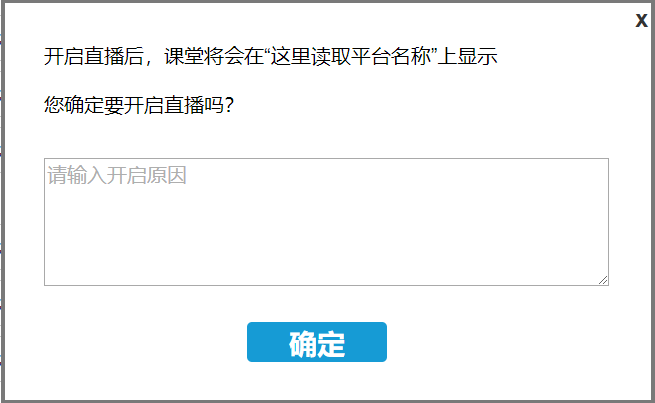 x
开启直播后，课堂将会在“这里读取平台名称”上显示
您确定要开启直播吗？
请输入开启原因
确定